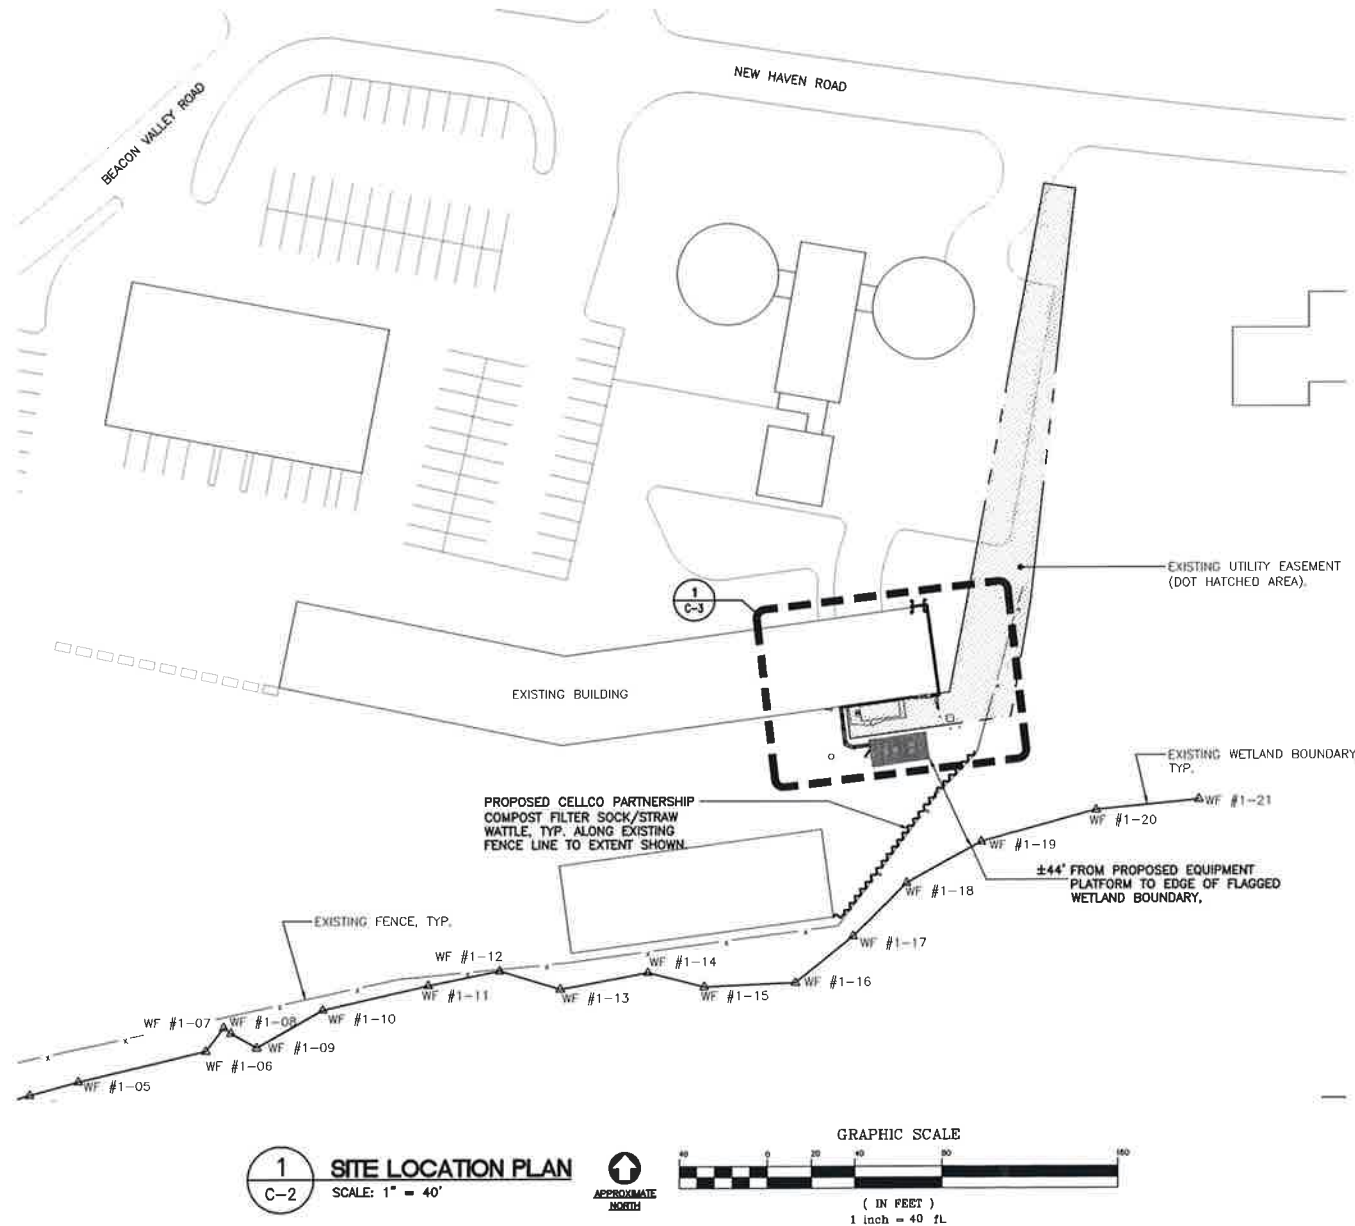 NEW HAVEN ROAD
BEACON VALLEY ROAD
EXISTING UTILITY EASEMENT
(DOT HATCHED AREA).
1
C-3
EXISTING BUILDING
EXISTING WETLAND BOUNDARY
TYP.
PROPOSED CELLCO PARTNERSHIP
COMPOST FILTER SOCK/STRAW
WATTLE, TYP. ALONG EXISTING
FENCE LINE TO EXTENT SHOWN.
WF #1-21
WF #1-20
WF #1-19
±44' FROM PROPOSED EQUIPMENT
PLATFORM TO EDGE OF FLAGGED
WETLAND BOUNDARY.
WF #1-18
EXISTING FENCE, TYP.
WF #1-17
WF #1-12
WF #1-14
WF #1-16
WF #1-11
WF #1-13
WF #1-15
WF #1-10
WF #1-07
WF #1-08
WF #1-09
WF #1-06
WF #1-05
1
C-2
SITE LOCATION PLAN
SCALE: 1" = 40'
APPROXIMATE
NORTH
GRAPHIC SCALE
40 0 20 40 80 160
( IN FEET )
1 inch = 40 ft.